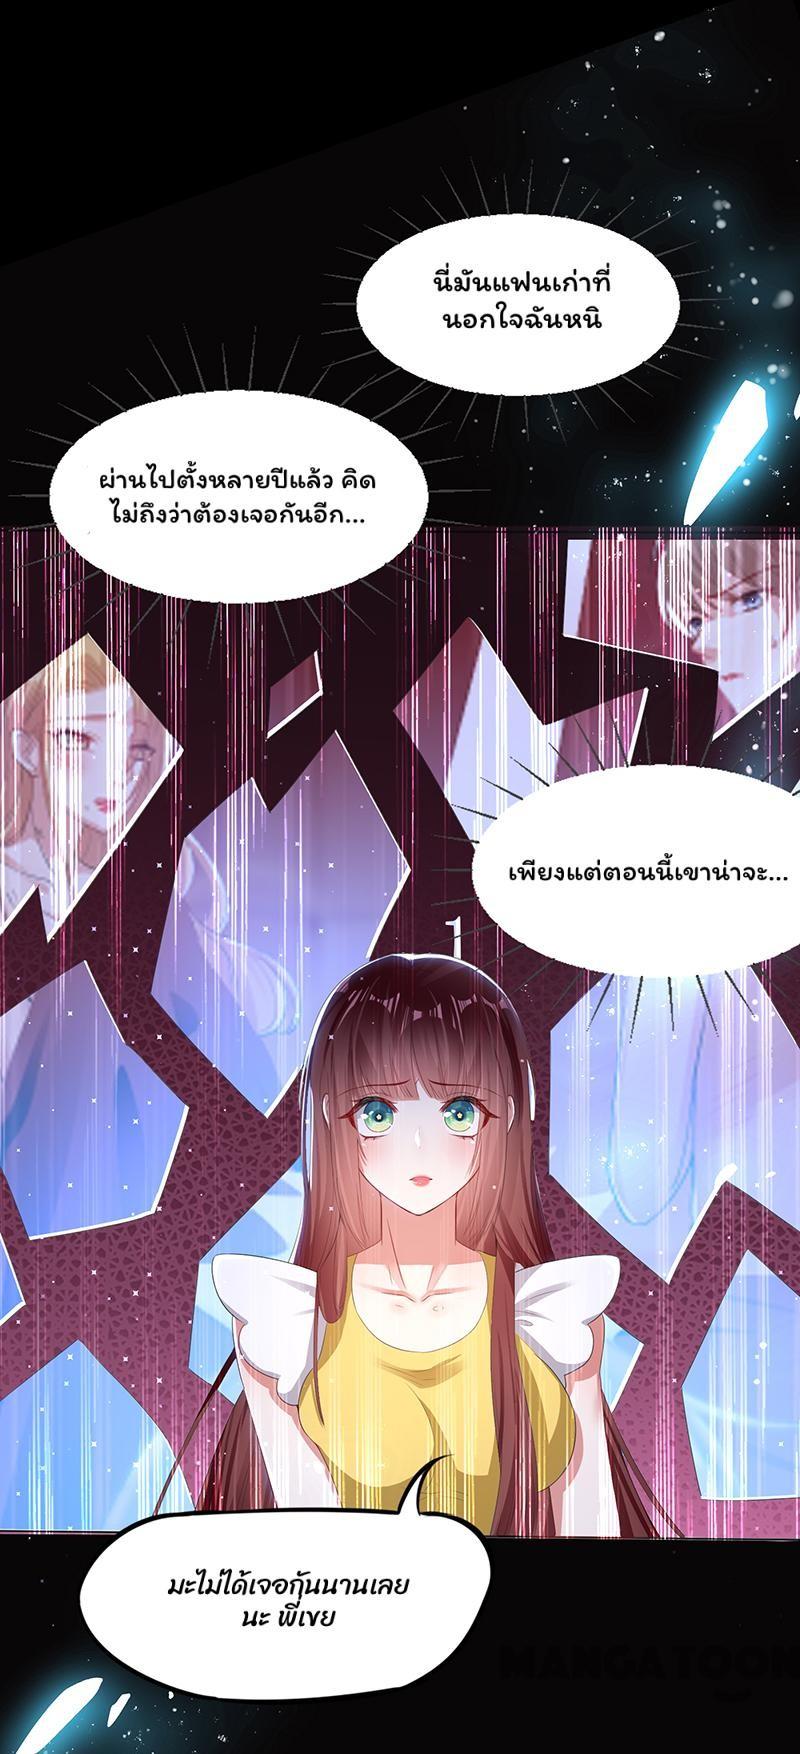 นี่มันแฟนเก่าที่
นอกใจฉันหนิ
ผ่านไปตั้งหลายปีแล้ว คิด
ไม่ถึงว่าต้องเจอกันอีก...
เพียงแต่ตอนนี้เขาน่าจะ...
มะไม่ได้เจอกันนานเลย
นะ พี่เขย
MANGATOON